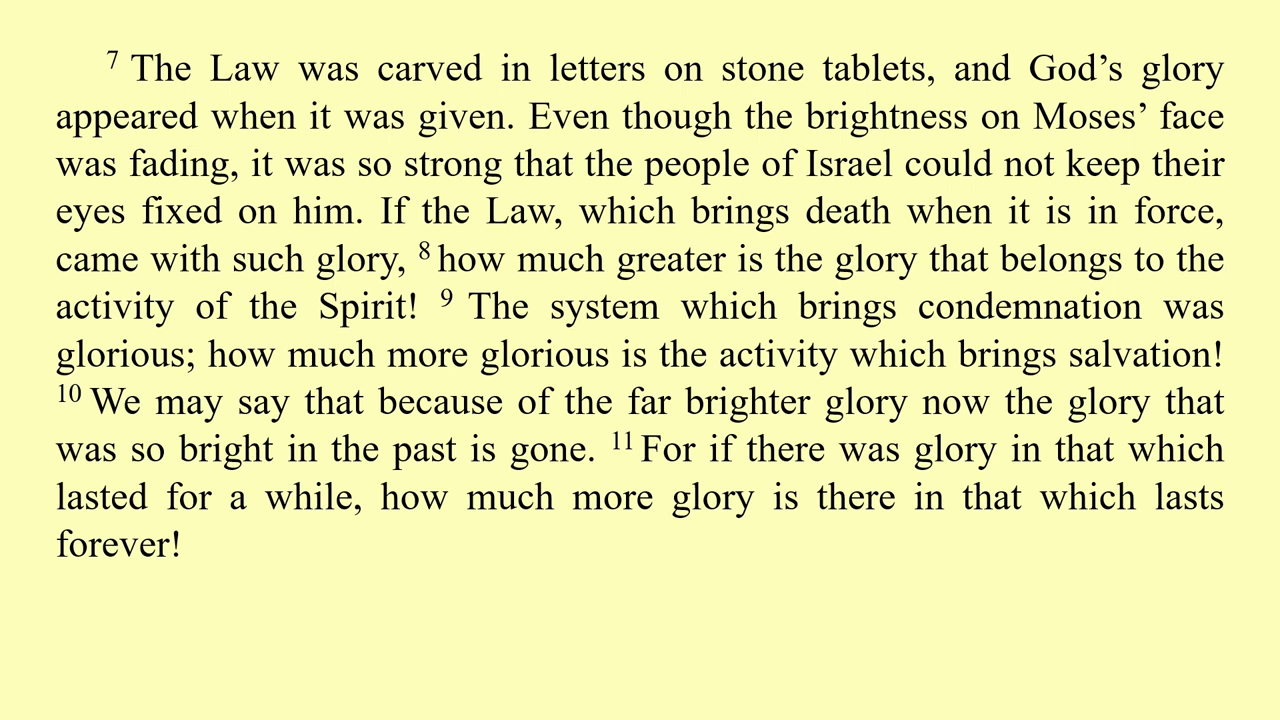 7 The Law was carved in letters on stone tablets, and God’s glory
appeared when it was given. Even though the brightness on Moses’ face
was fading, it was so strong that the people of Israel could not keep their
eyes fixed on him. If the Law, which brings death when it is in force,
came with such glory, 8 how much greater is the glory that belongs to the
activity of the Spirit! 9 The system which brings condemnation was
glorious; how much more glorious is the activity which brings salvation!
10 We may say that because of the far brighter glory now the glory that
was so bright in the past is gone. 11 For if there was glory in that which
lasted for a while, how much more glory is there in that which lasts
forever!